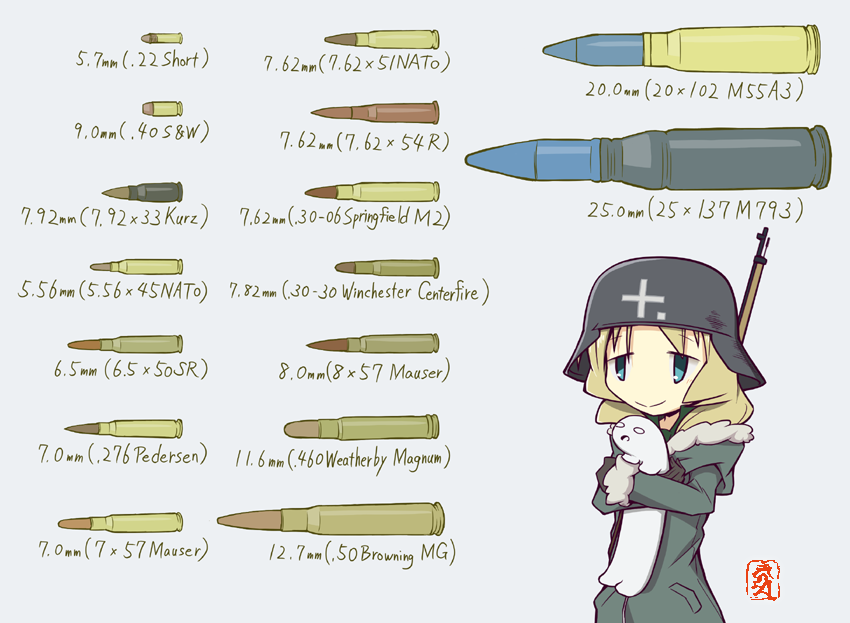 5.7mm(.22 Short)
9.0mm(.40 S&W)
7.92mm(7.92×33Kurz)
5.56mm(5.56×45NATO)
6.5mm(6.5×50SR)
7.0mm(.276 Pedersen)
7.0mm(7×57 Mauser)
7.62mm(7.62×51NATO)
7.62mm(7.62×54R)
7.62mm(.30-06 Springfield M2)
7.82mm(.30-30 Winchester Centerfire)
8.0mm(8×57 Mauser)
11.6mm(.460 Weatherby Magnum)
12.7mm(.50 Browning MG)
20.0mm(20×102 M55A3)
25.0mm(25×137 M793)